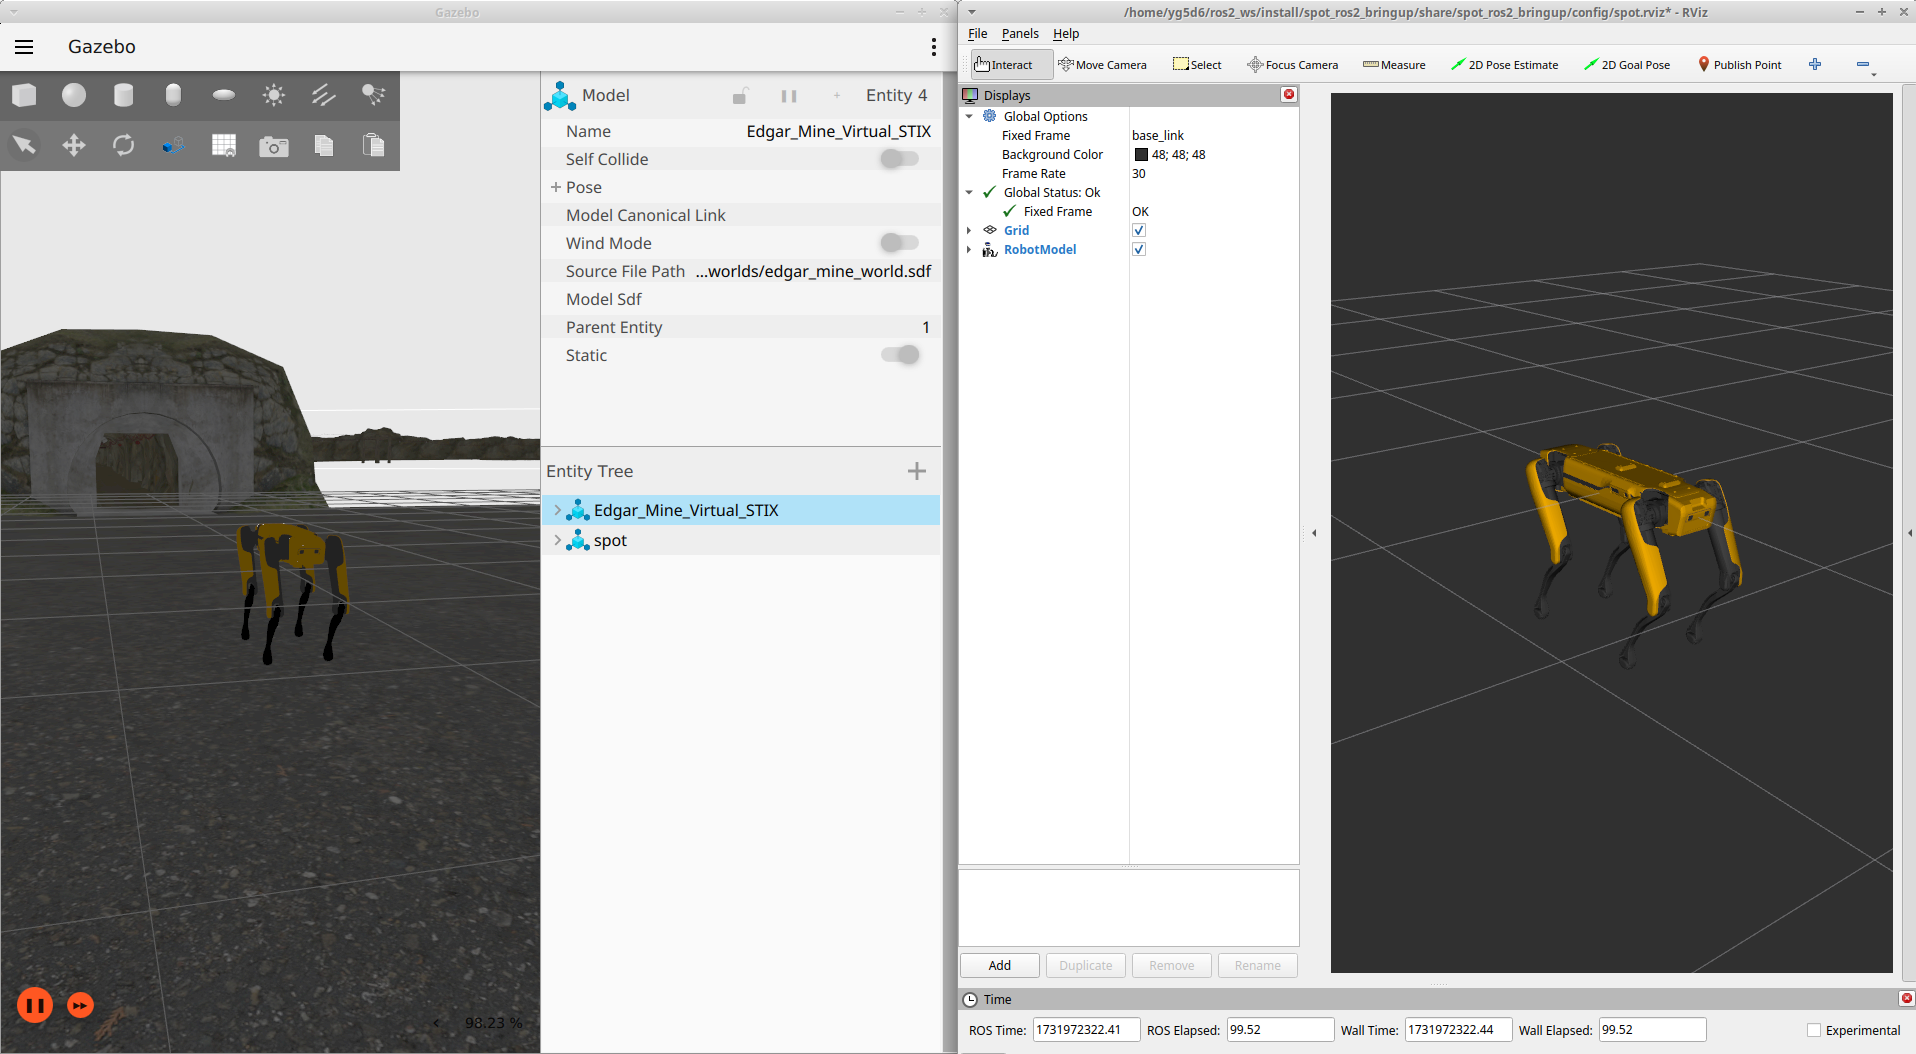 Gazebo
Gazebo
Model
Entity 4
Name Edgar_Mine_Virtual_STIX
Self Collide
+ Pose
Model Canonical Link
Wind Mode
Source File Path ...worlds/edgar_mine_world.sdf
Model Sdf
Parent Entity 1
Static
Entity Tree
Edgar_Mine_Virtual_STIX
spot
98.23 %
/home/yg5d6/ros2_ws/install/spot_ros2_bringup/share/spot_ros2_bringup/config/spot.rviz* - RViz
File Panels Help
Interact Move Camera Select Focus Camera Measure 2D Pose Estimate 2D Goal Pose Publish Point
Displays
Global Options
Fixed Frame base_link
Background Color 48; 48; 48
Frame Rate 30
Global Status: Ok
Fixed Frame OK
Grid
RobotModel
Add Duplicate Remove Rename
Time
ROS Time: 1731972322.41 ROS Elapsed: 99.52 Wall Time: 1731972322.44 Wall Elapsed: 99.52 Experimental